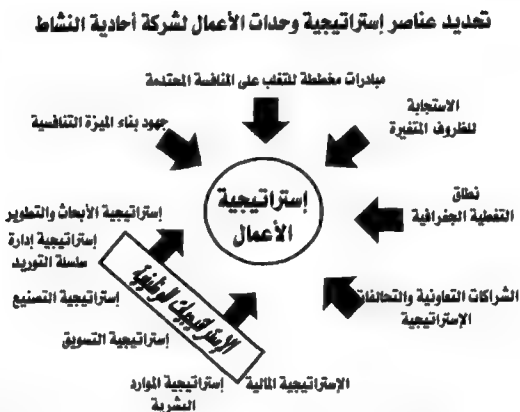 تحديد عناصر إستراتيجية وحدات الأعمال لشركة أحادية النشاط
مبادرات مخططة للتغلب على المنافسة المحتدمة
الاستجابة
للظروف المتغيرة
جهود بناء الميزة التنافسية
نطاق
التغطية الجغرافية
إستراتيجية
الأعمال
الشراكات التعاونية والتحالفات
الإستراتيجية
إستراتيجية الأبحاث والتطوير
إستراتيجية إدارة
سلسلة التوريد
إستراتيجية التصنيع
إستراتيجية التسويق
إستراتيجية الموارد
البشرية
الإستراتيجية المالية
الإستراتيجيات الوظيفية